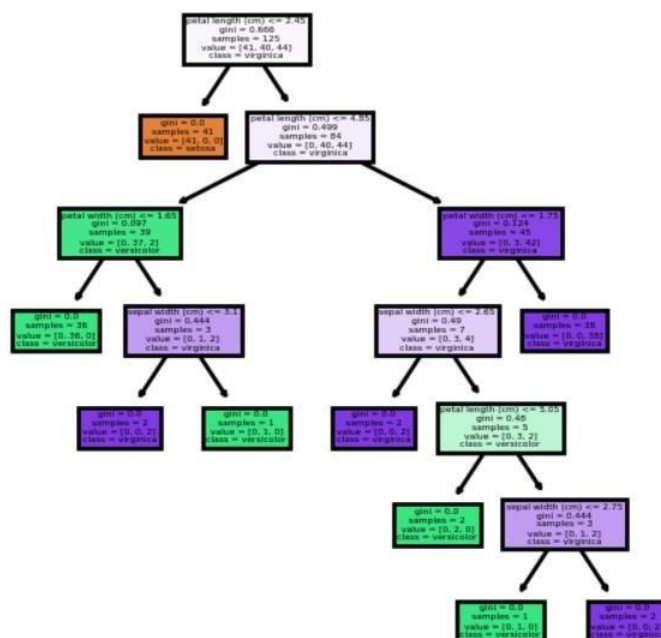 petal length (cm) <= 2.45
gini = 0.666
samples = 125
value = [41, 40, 44]
class = virginica
gini = 0.0
samples = 41
value = [41, 0, 0]
class = setosa
petal length (cm) <= 4.85
gini = 0.499
samples = 84
value = [0, 40, 44]
class = virginica
petal width (cm) <= 1.65
gini = 0.097
samples = 39
value = [0, 37, 2]
class = versicolor
petal width (cm) <= 1.75
gini = 0.124
samples = 45
value = [0, 3, 42]
class = virginica
gini = 0.0
samples = 36
value = [0, 36, 0]
class = versicolor
sepal width (cm) <= 3.1
gini = 0.444
samples = 3
value = [0, 1, 2]
class = virginica
sepal width (cm) <= 2.65
gini = 0.49
samples = 7
value = [0, 3, 4]
class = virginica
gini = 0.0
samples = 38
value = [0, 0, 38]
class = virginica
gini = 0.0
samples = 2
value = [0, 0, 2]
class = virginica
gini = 0.0
samples = 1
value = [0, 1, 0]
class = versicolor
gini = 0.0
samples = 2
value = [0, 0, 2]
class = virginica
petal length (cm) <= 5.05
gini = 0.48
samples = 5
value = [0, 3, 2]
class = versicolor
gini = 0.0
samples = 2
value = [0, 2, 0]
class = versicolor
sepal width (cm) <= 2.75
gini = 0.444
samples = 3
value = [0, 1, 2]
class = virginica
gini = 0.0
samples = 1
value = [0, 1, 0]
class = versicolor
gini = 0.0
samples = 2
value = [0, 0, 2]
class = virginica